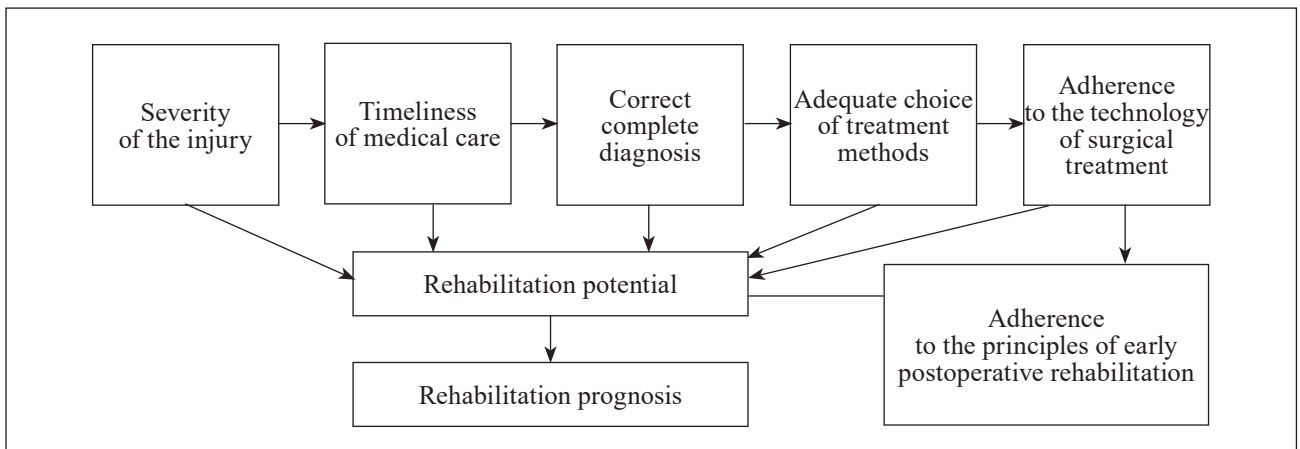 Severity
of the injury
Timeliness
of medical care
Correct
complete
diagnosis
Adequate choice
of treatment
methods
Adherence
to the technology
of surgical
treatment
Rehabilitation potential
Adherence
to the principles of early
postoperative rehabilitation
Rehabilitation prognosis